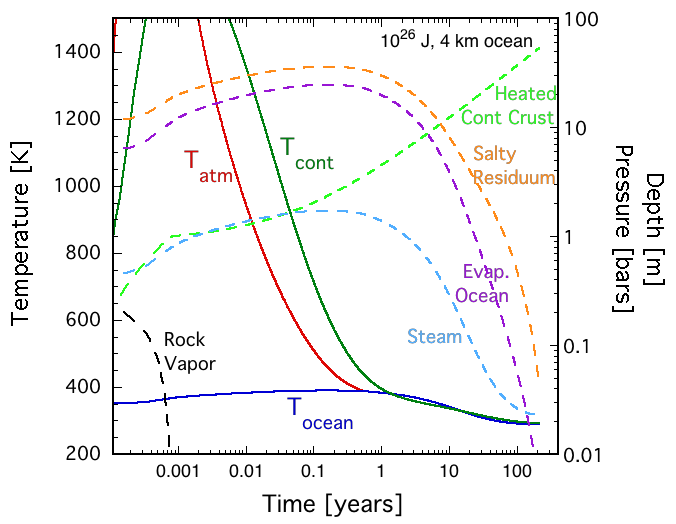 10²⁶ J, 4 km ocean
1400
1200
1000
800
600
400
200
Temperature [K]
100
10
1
0.1
0.01
Pressure [bars]
Depth [m]
Heated
Cont Crust
T_cont
T_atm
Salty
Residuum
Evap.
Ocean
Rock
Vapor
Steam
T_ocean
0.001
0.01
0.1
1
10
100
Time [years]